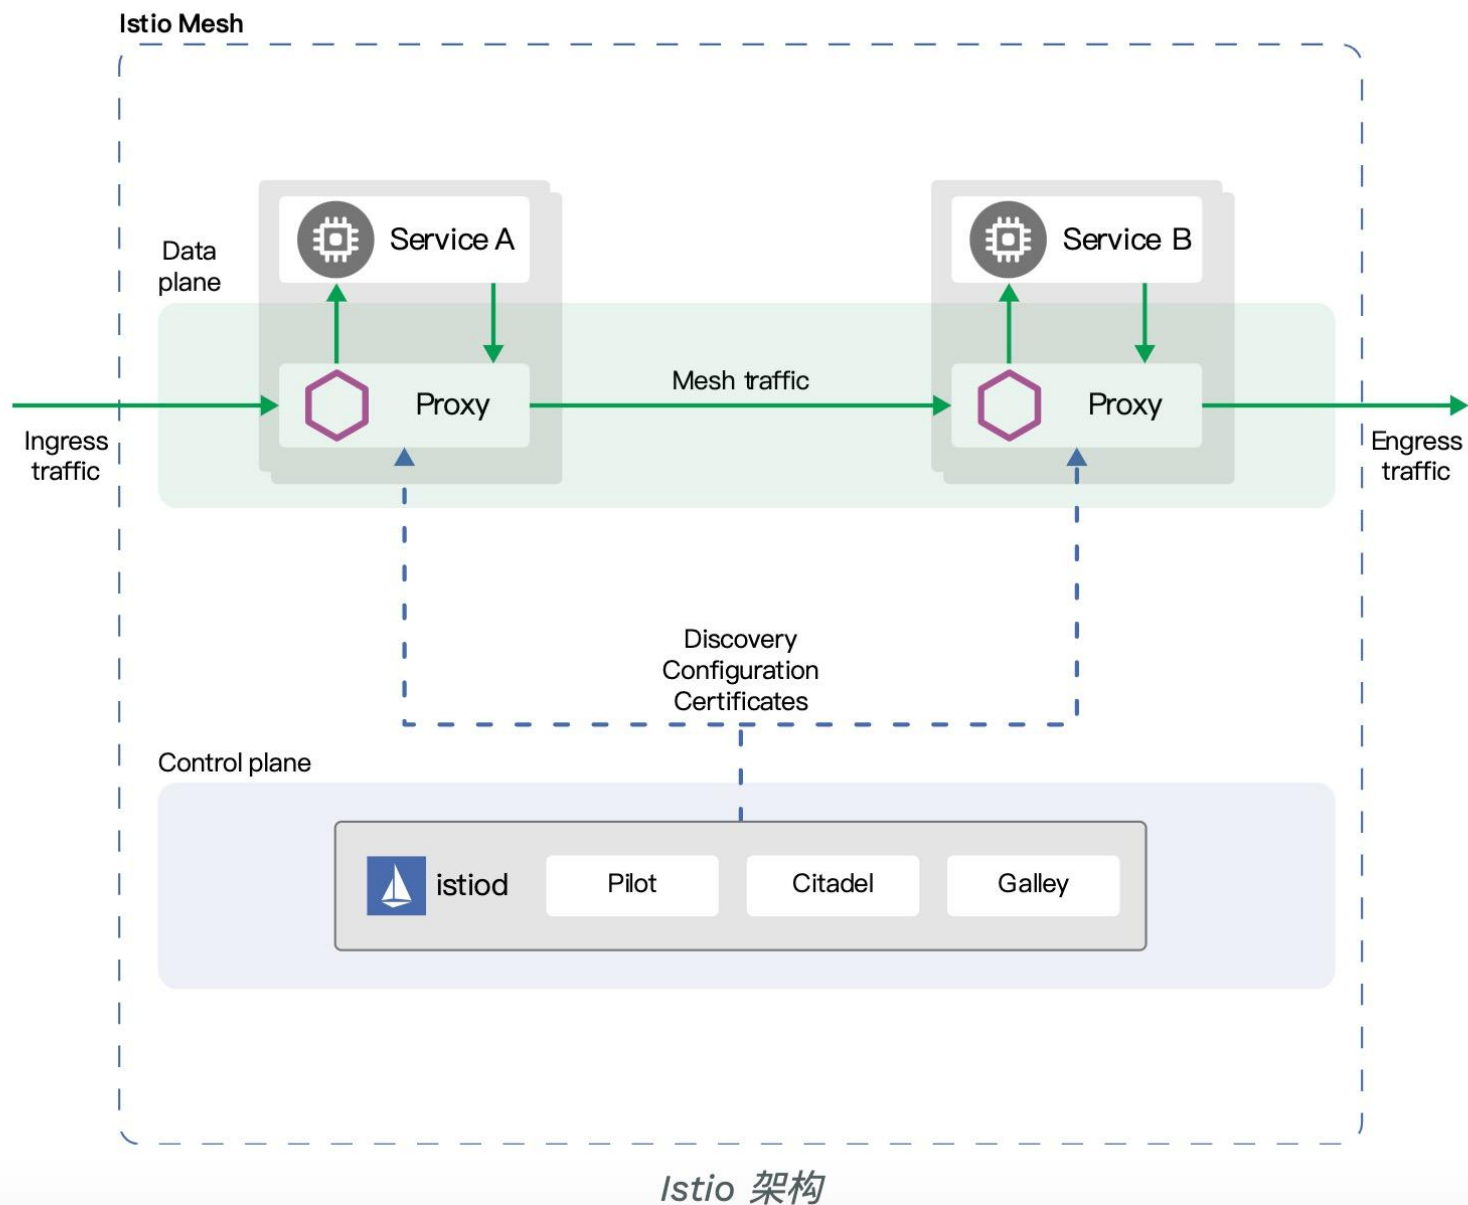 Istio Mesh
Service A
Service B
Data
plane
Mesh traffic
Proxy
Proxy
Ingress
traffic
Engress
traffic
Discovery
Configuration
Certificates
Control plane
istiod
Pilot
Citadel
Galley
Istio 架构